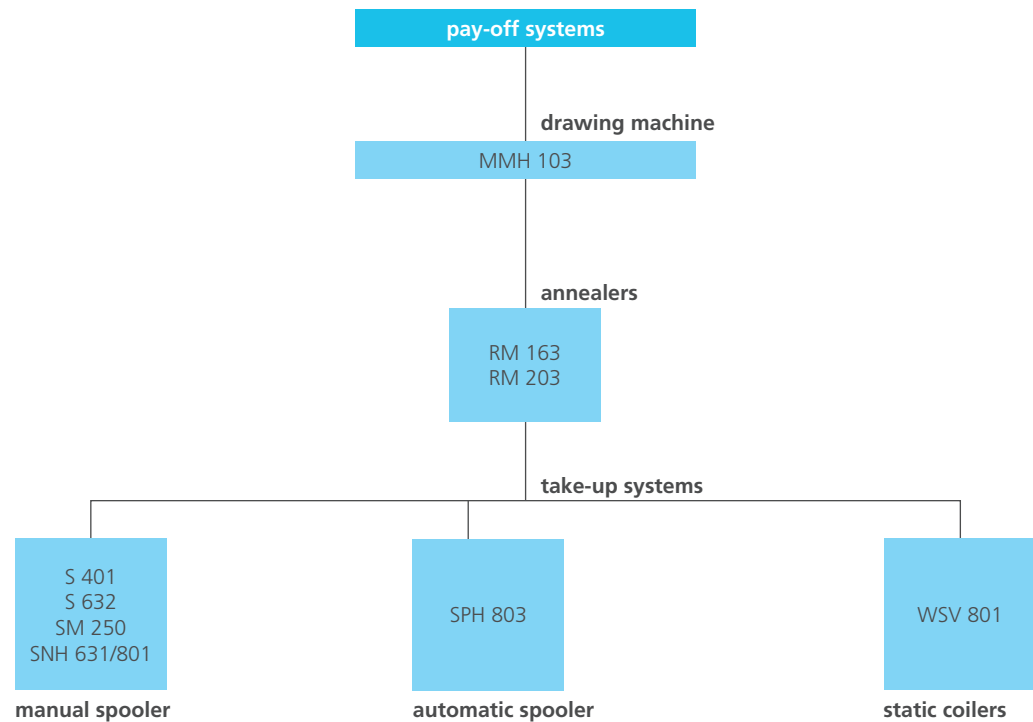 pay-off systems
drawing machine
MMH 103
annealers
RM 163
RM 203
take-up systems
S 401
S 632
SM 250
SNH 631/801
manual spooler
SPH 803
automatic spooler
WSV 801
static coilers